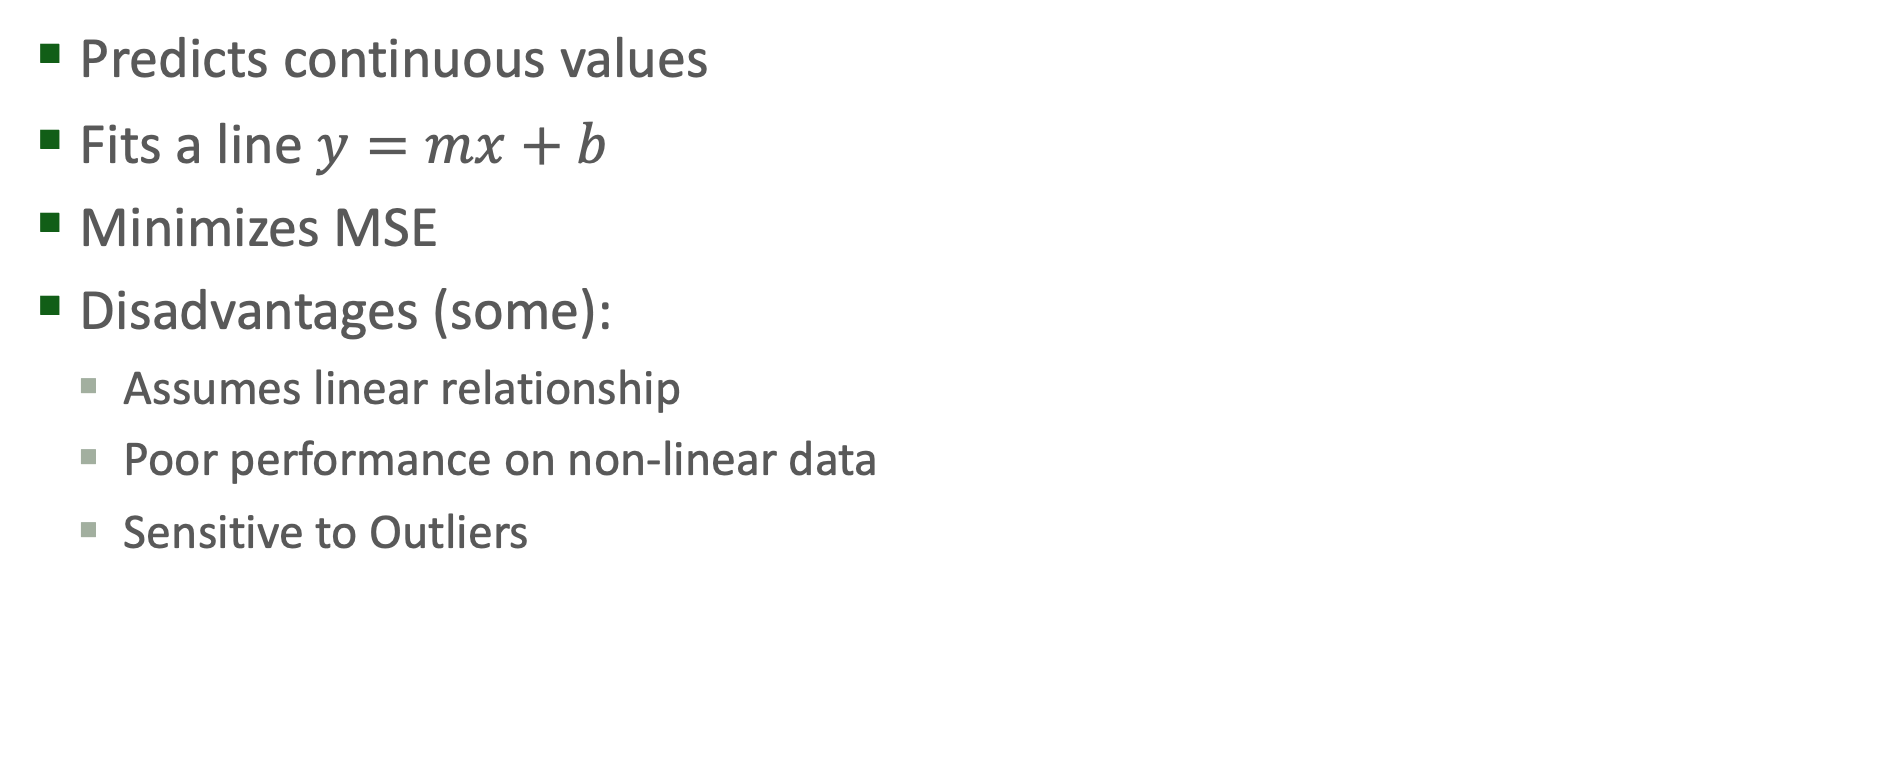 Predicts continuous values
Fits a line y = mx + b
Minimizes MSE
Disadvantages (some):
Assumes linear relationship
Poor performance on non-linear data
Sensitive to Outliers